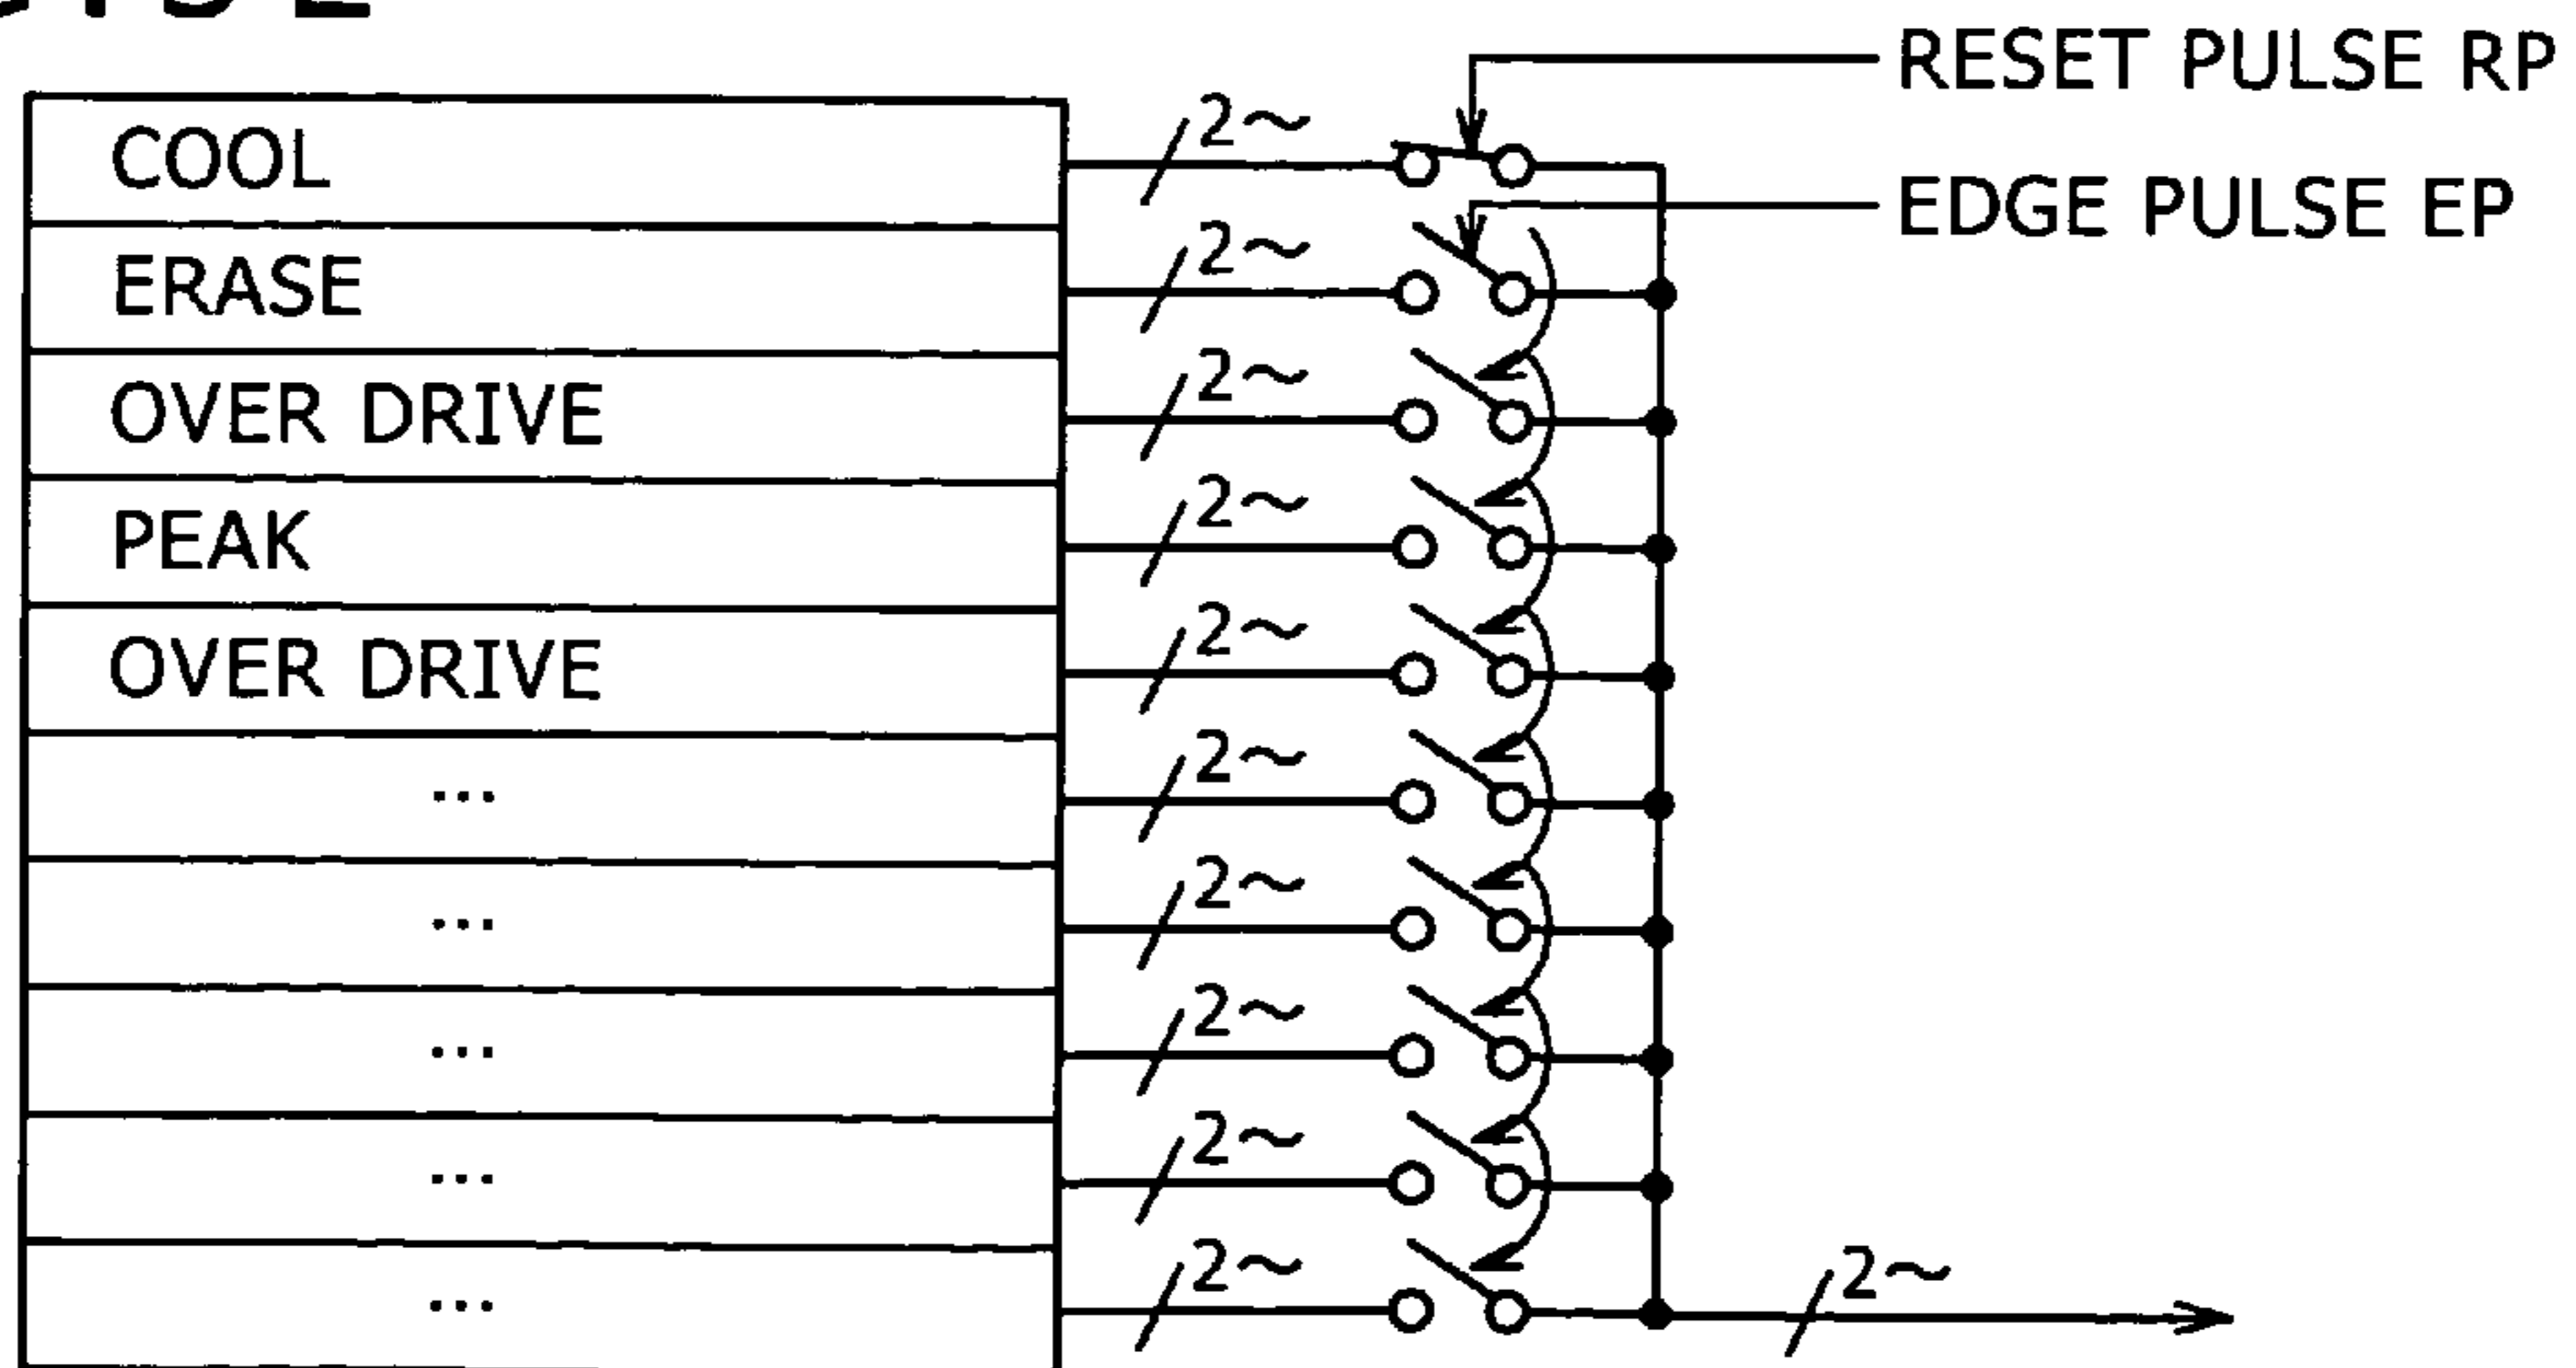 RESET PULSE RP
COOL 2~
EDGE PULSE EP
ERASE 2~
OVER DRIVE 2~
PEAK 2~
OVER DRIVE 2~
... 2~
... 2~
... 2~
... 2~
... 2~
2~